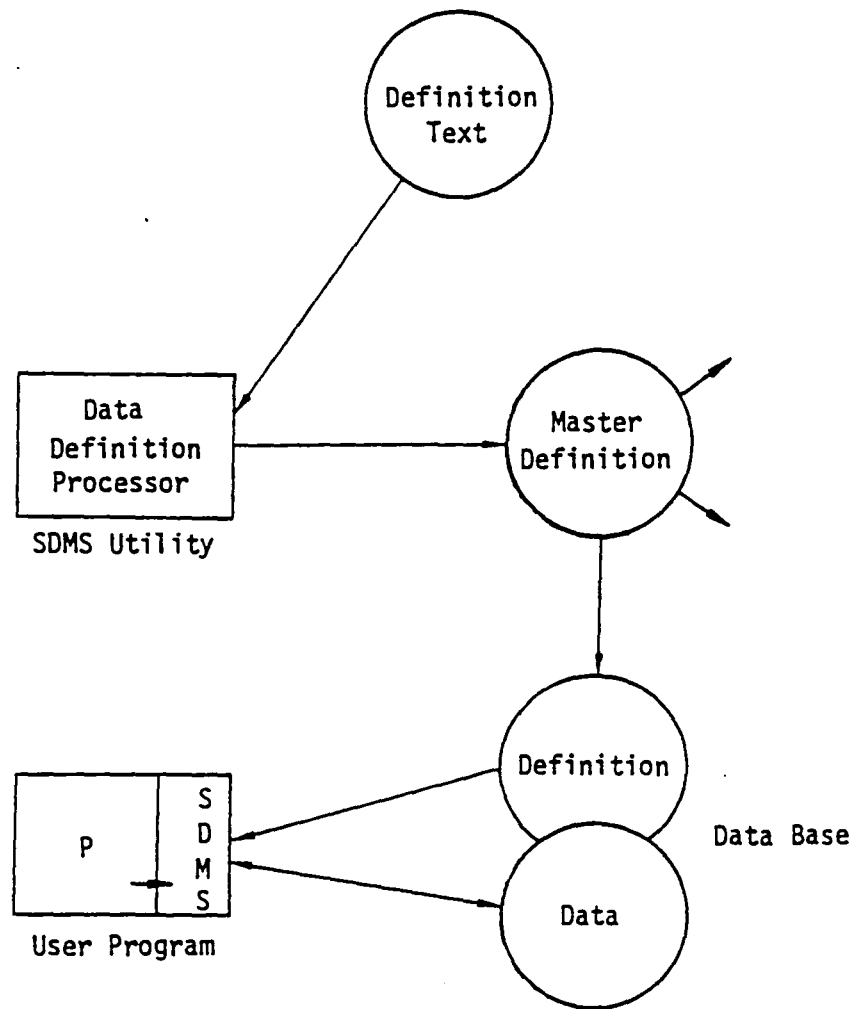 Definition
Text
Data
Definition
Processor
SDMS Utility
Master
Definition
Definition
Data Base
Data
P
S
D
M
S
User Program